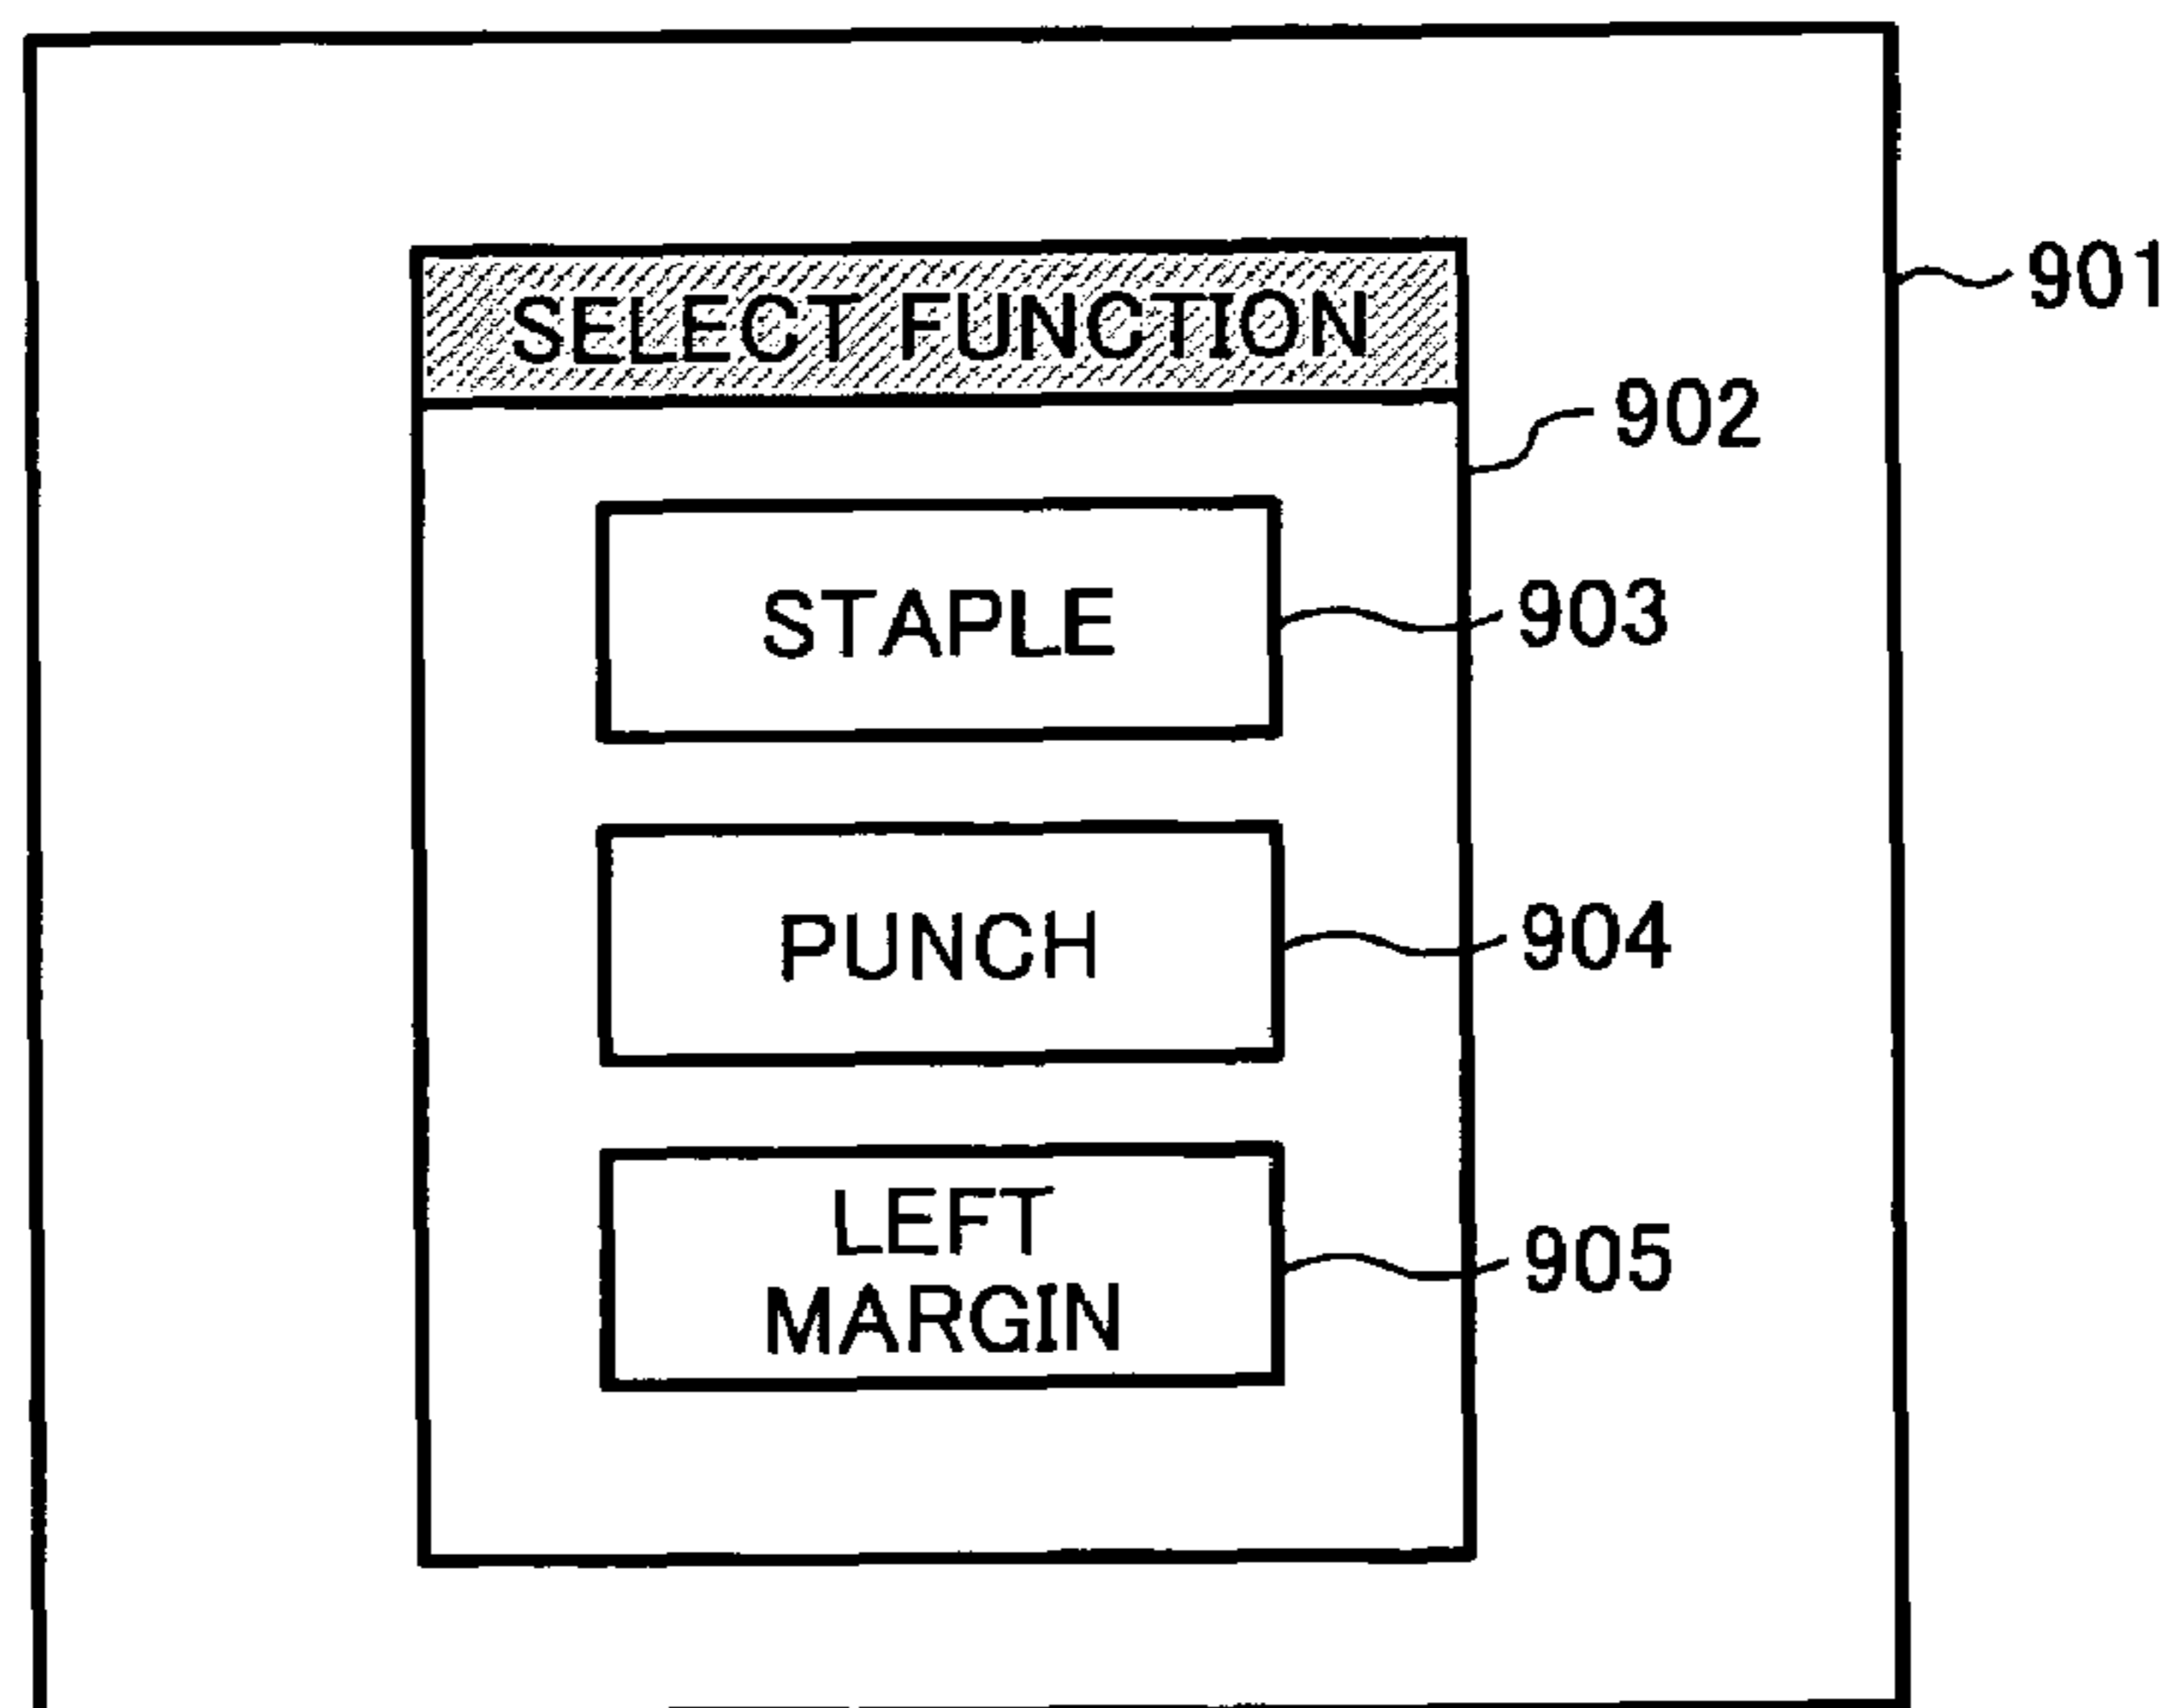 901
SELECT FUNCTION
902
STAPLE
903
PUNCH
904
LEFT
MARGIN
905